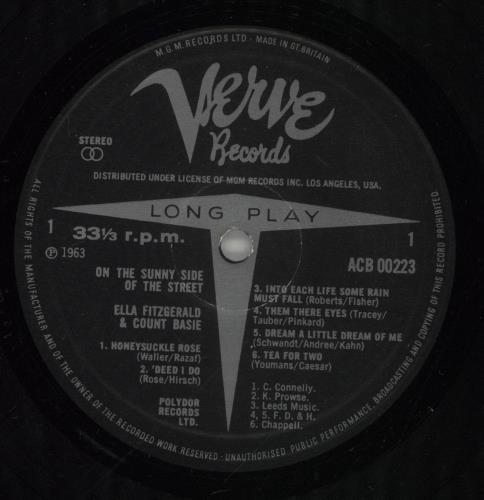 M.G.M. RECORDS LTD - MADE IN GT. BRITAIN
Verve
Records
STEREO
DISTRIBUTED UNDER LICENSE OF MGM RECORDS INC. LOS ANGELES, USA.
LONG PLAY
1 33⅓ r.p.m. 1
Ⓟ 1963 ACB 00223
ON THE SUNNY SIDE
OF THE STREET
ELLA FITZGERALD
& COUNT BASIE
1. HONEYSUCKLE ROSE
(Waller/Razaf)
2. 'DEED I DO
(Rose/Hirsch)
POLYDOR
RECORDS
LTD.
3. INTO EACH LIFE SOME RAIN
MUST FALL (Roberts/Fisher)
4. THEM THERE EYES (Tracey/
Tauber/Pinkard)
5. DREAM A LITTLE DREAM OF ME
(Schwandt/Andree/Kahn)
6. TEA FOR TWO
(Youmans/Caesar)
1. C. Connelly.
2. K. Prowse.
3. Leeds Music.
4, 5. F. D. & H.
6. Chappell.
ALL RIGHTS OF THE MANUFACTURER AND OF THE OWNER OF THE RECORDED WORK RESERVED - UNAUTHORISED PUBLIC PERFORMANCE, BROADCASTING AND COPYING OF THIS RECORD PROHIBITED.